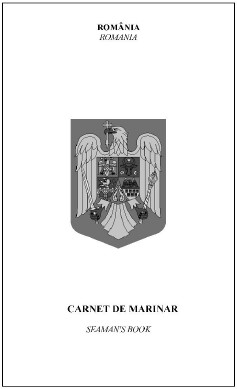 ROMÂNIA
ROMANIA
CARNET DE MARINAR
SEAMAN'S BOOK